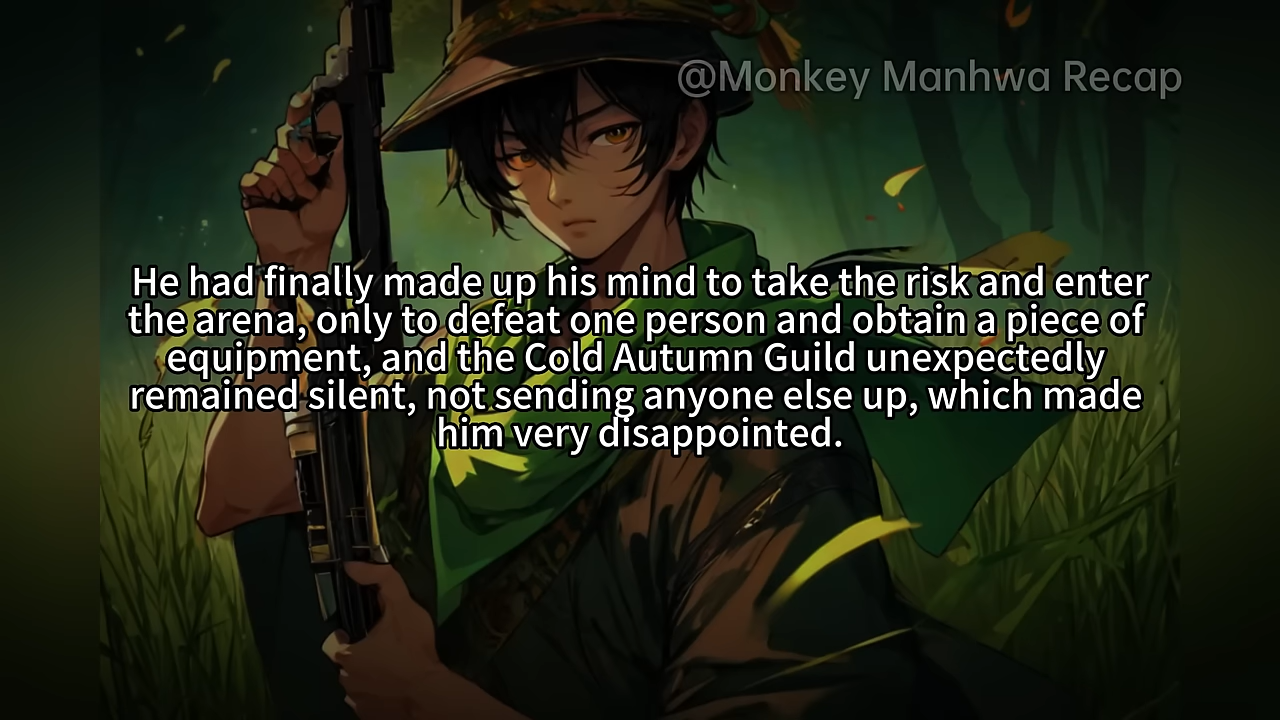 @Monkey Manhwa Recap
He had finally made up his mind to take the risk and enter
the arena, only to defeat one person and obtain a piece of
equipment, and the Cold Autumn Guild unexpectedly
remained silent, not sending anyone else up, which made
him very disappointed.